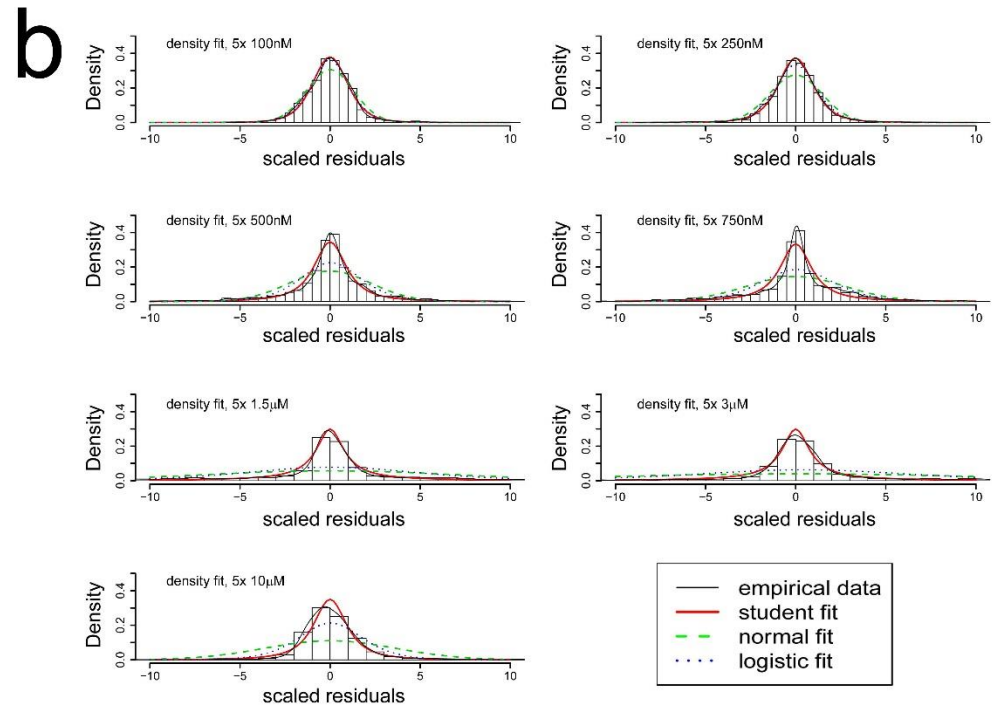 b
density fit, 5x 100nM
Density
0.0 0.2 0.4
−10 −5 0 5 10
scaled residuals
density fit, 5x 250nM
Density
0.0 0.2 0.4
−10 −5 0 5 10
scaled residuals
density fit, 5x 500nM
Density
0.0 0.2 0.4
−10 −5 0 5 10
scaled residuals
density fit, 5x 750nM
Density
0.0 0.2 0.4
−10 −5 0 5 10
scaled residuals
density fit, 5x 1.5μM
Density
0.0 0.2 0.4
−10 −5 0 5 10
scaled residuals
density fit, 5x 3μM
Density
0.0 0.2 0.4
−10 −5 0 5 10
scaled residuals
density fit, 5x 10μM
Density
0.0 0.2 0.4
−10 −5 0 5 10
scaled residuals
empirical data
student fit
normal fit
logistic fit